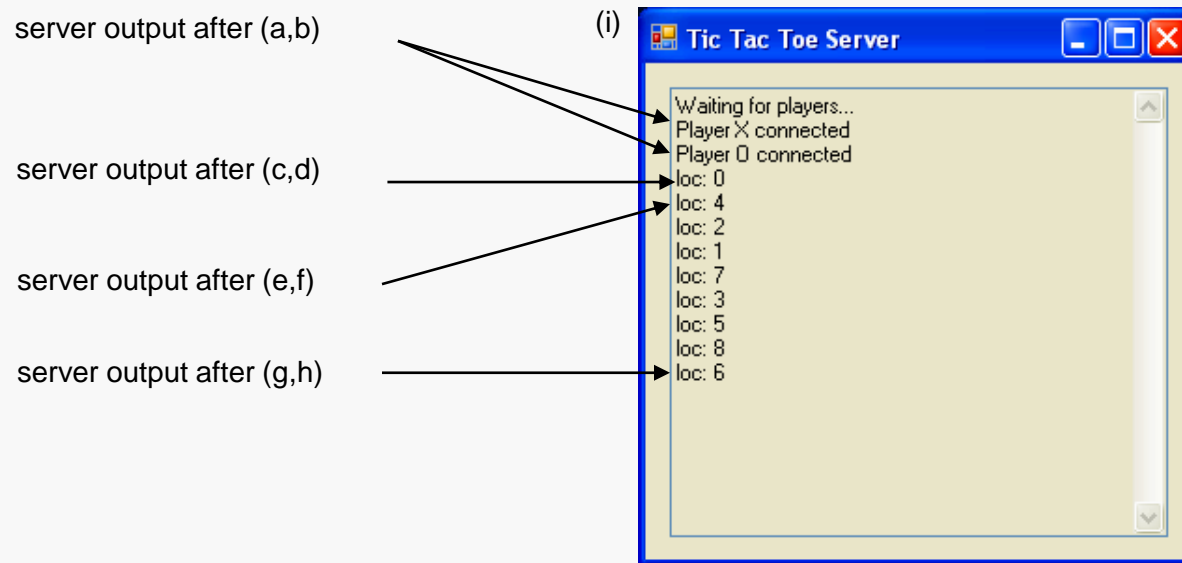 server output after (a,b)
(i)
Tic Tac Toe Server
Waiting for players...
Player X connected
Player O connected
server output after (c,d)
loc: 0
loc: 4
loc: 2
loc: 1
server output after (e,f)
loc: 7
loc: 3
loc: 5
loc: 8
server output after (g,h)
loc: 6